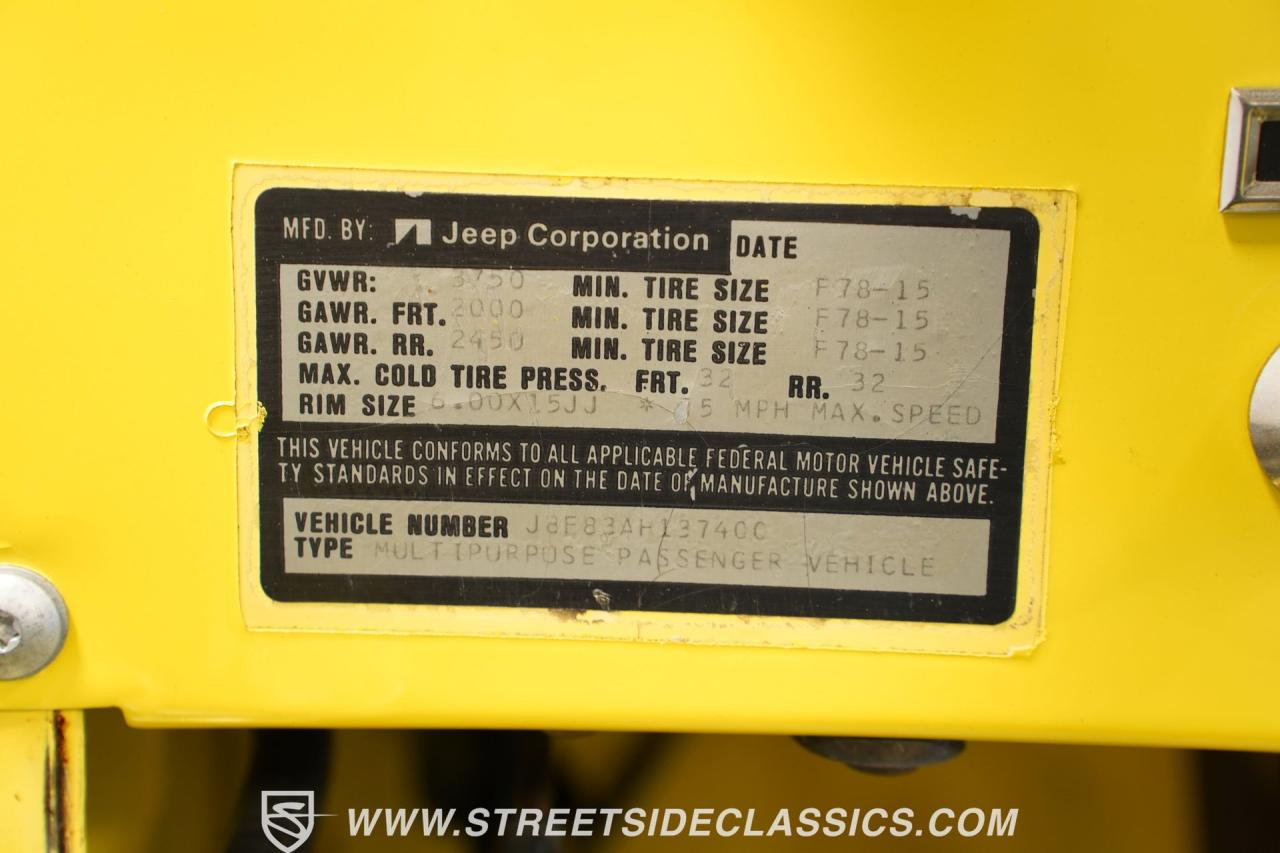 MFD. BY: Jeep Corporation DATE
GVWR: 3750 MIN. TIRE SIZE F78-15
GAWR. FRT. 2000 MIN. TIRE SIZE F78-15
GAWR. RR. 2450 MIN. TIRE SIZE F78-15
MAX. COLD TIRE PRESS. FRT. 32 RR. 32
RIM SIZE 6.00X15JJ * MPH MAX. SPEED
THIS VEHICLE CONFORMS TO ALL APPLICABLE FEDERAL MOTOR VEHICLE SAFE-
TY STANDARDS IN EFFECT ON THE DATE OF MANUFACTURE SHOWN ABOVE.
VEHICLE NUMBER
TYPE MULTIPURPOSE PASSENGER VEHICLE
WWW.STREETSIDECLASSICS.COM